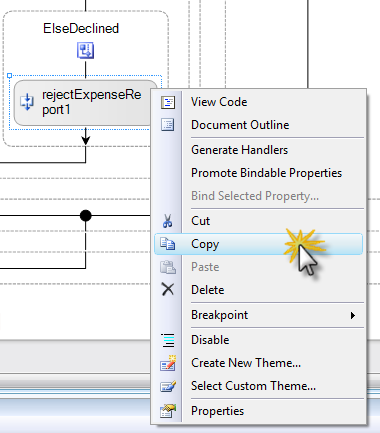 ElseDeclined
rejectExpenseRe
port1
View Code
Document Outline
Generate Handlers
Promote Bindable Properties
Bind Selected Property...
Cut
Copy
Paste
Delete
Breakpoint
Disable
Create New Theme...
Select Custom Theme...
Properties